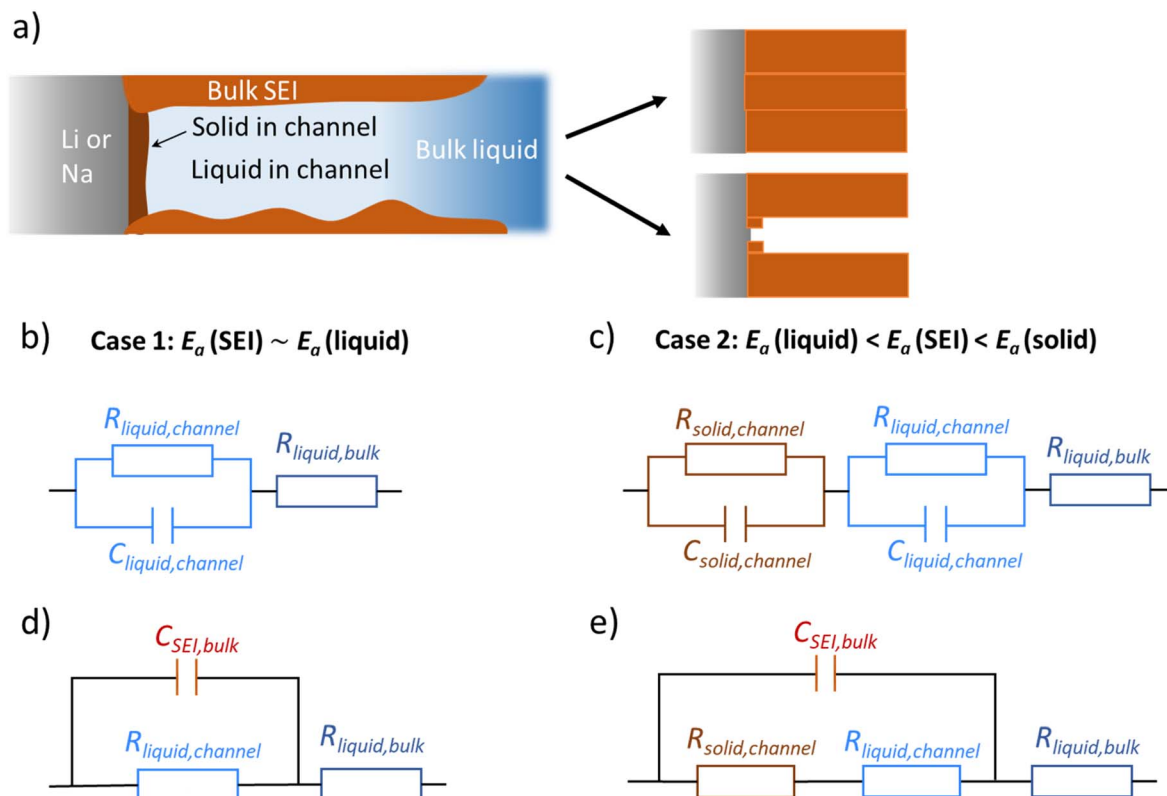 a)
Bulk SEI
Li or
Na
Solid in channel
Liquid in channel
Bulk liquid
b) Case 1: Ea (SEI) ~ Ea (liquid)
Rliquid,channel
Rliquid,bulk
Cliquid,channel
c) Case 2: Ea (liquid) < Ea (SEI) < Ea (solid)
Rsolid,channel
Rliquid,channel
Rliquid,bulk
Csolid,channel
Cliquid,channel
d)
CSEI,bulk
Rliquid,channel
Rliquid,bulk
e)
CSEI,bulk
Rsolid,channel
Rliquid,channel
Rliquid,bulk